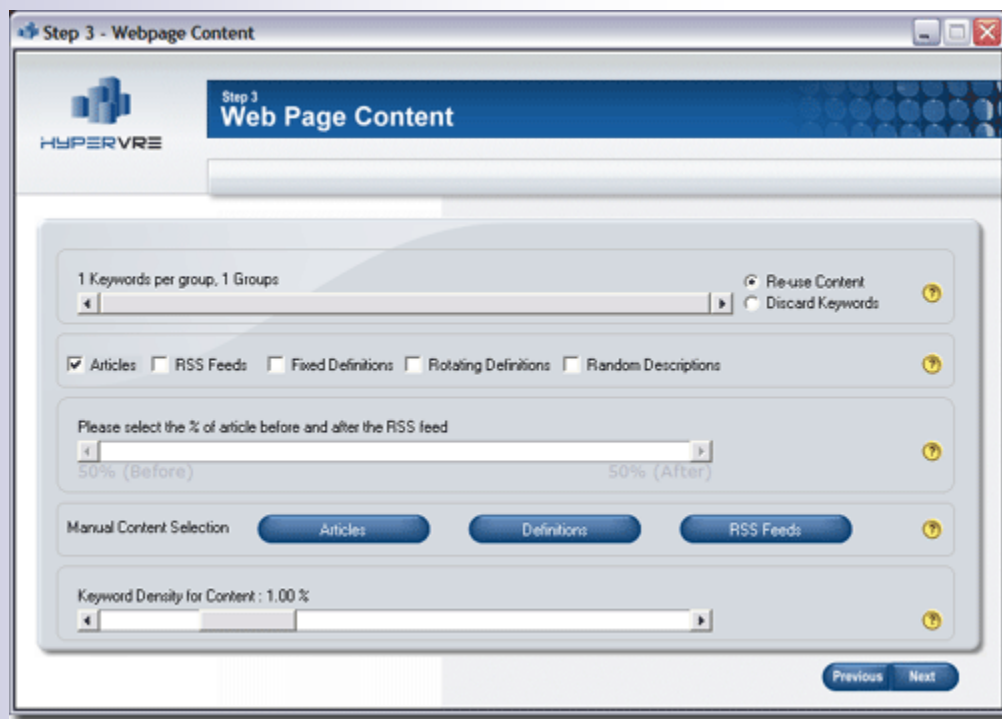 Step 3 - Webpage Content
HYPERVRE
Step 3
Web Page Content
1 Keywords per group, 1 Groups
Re-use Content
Discard Keywords
Articles RSS Feeds Fixed Definitions Rotating Definitions Random Descriptions
Please select the % of article before and after the RSS feed
50% (Before) 50% (After)
Manual Content Selection Articles Definitions RSS Feeds
Keyword Density for Content : 1.00 %
Previous Next